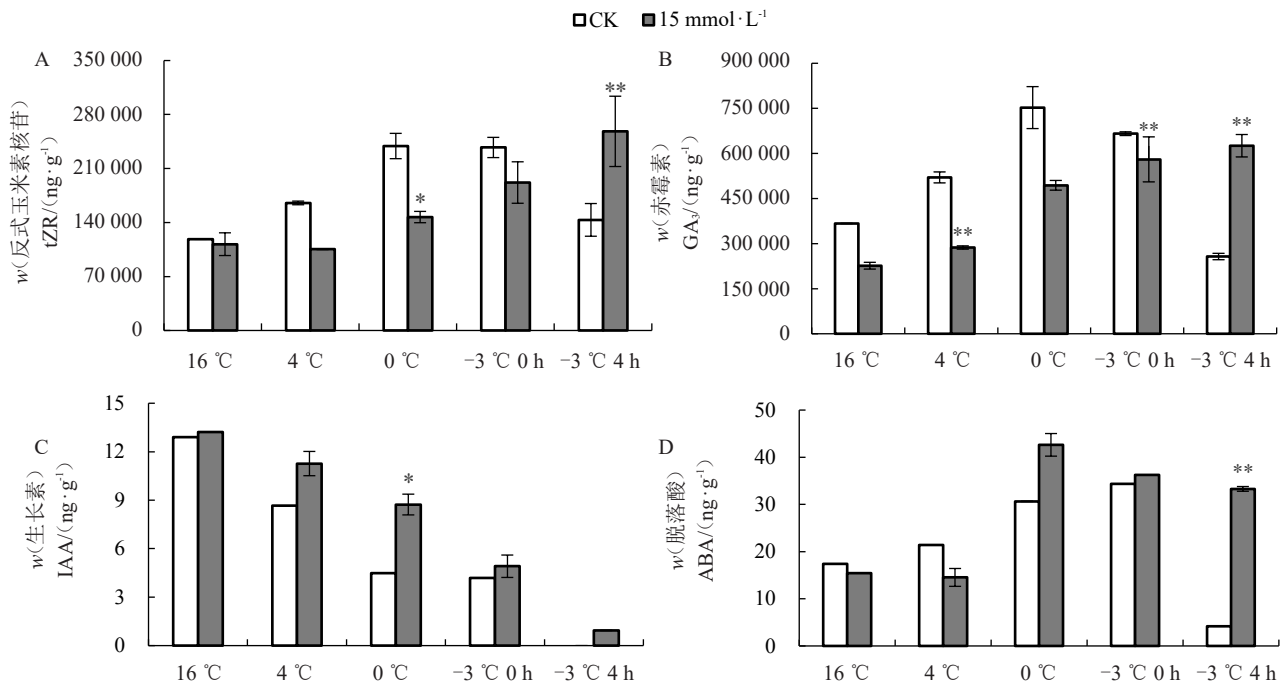 CK 15 mmol·L⁻¹
A
w(反式玉米素核苷)
tZR/(ng·g⁻¹)
350 000
280 000
210 000
140 000
70 000
0
*
**
16 ℃ 4 ℃ 0 ℃ −3 ℃ 0 h −3 ℃ 4 h
B
w(赤霉素)
GA₃/(ng·g⁻¹)
900 000
750 000
600 000
450 000
300 000
150 000
0
**
**
**
16 ℃ 4 ℃ 0 ℃ −3 ℃ 0 h −3 ℃ 4 h
C
w(生长素)
IAA/(ng·g⁻¹)
15
12
9
6
3
0
*
16 ℃ 4 ℃ 0 ℃ −3 ℃ 0 h −3 ℃ 4 h
D
w(脱落酸)
ABA/(ng·g⁻¹)
50
40
30
20
10
0
**
16 ℃ 4 ℃ 0 ℃ −3 ℃ 0 h −3 ℃ 4 h